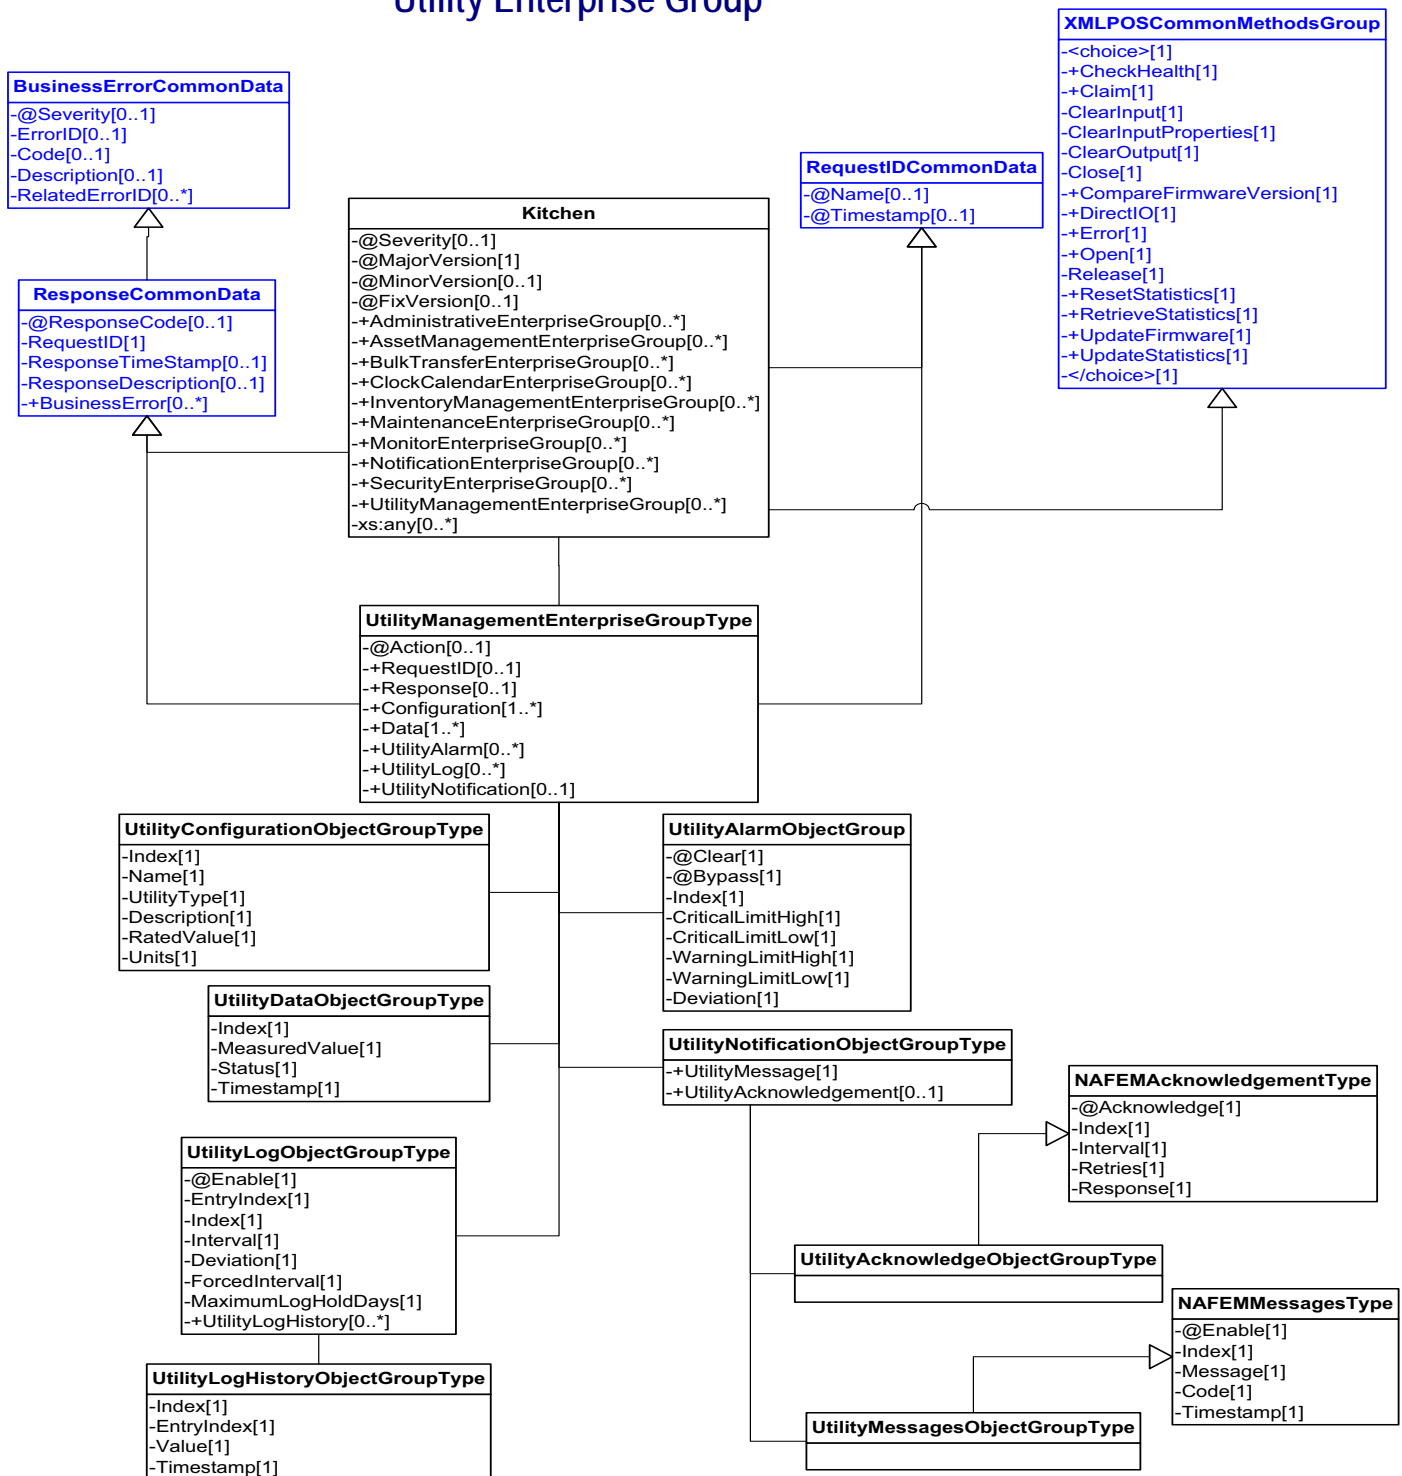 Utility Enterprise Group
XMLPOSCommonMethodsGroup
-<choice>[1]
-+CheckHealth[1]
-+Claim[1]
-ClearInput[1]
-ClearInputProperties[1]
-ClearOutput[1]
-Close[1]
-+CompareFirmwareVersion[1]
-+DirectIO[1]
-+Error[1]
-+Open[1]
-Release[1]
-+ResetStatistics[1]
-+RetrieveStatistics[1]
-+UpdateFirmware[1]
-+UpdateStatistics[1]
-</choice>[1]
BusinessErrorCommonData
-@Severity[0..1]
-ErrorID[0..1]
-Code[0..1]
-Description[0..1]
-RelatedErrorID[0..*]
RequestIDCommonData
-@Name[0..1]
-@Timestamp[0..1]
Kitchen
-@Severity[0..1]
-@MajorVersion[1]
-@MinorVersion[0..1]
-@FixVersion[0..1]
-+AdministrativeEnterpriseGroup[0..*]
-+AssetManagementEnterpriseGroup[0..*]
-+BulkTransferEnterpriseGroup[0..*]
-+ClockCalendarEnterpriseGroup[0..*]
-+InventoryManagementEnterpriseGroup[0..*]
-+MaintenanceEnterpriseGroup[0..*]
-+MonitorEnterpriseGroup[0..*]
-+NotificationEnterpriseGroup[0..*]
-+SecurityEnterpriseGroup[0..*]
-+UtilityManagementEnterpriseGroup[0..*]
-xs:any[0..*]
ResponseCommonData
-@ResponseCode[0..1]
-RequestID[1]
-ResponseTimeStamp[0..1]
-ResponseDescription[0..1]
-+BusinessError[0..*]
UtilityManagementEnterpriseGroupType
-@Action[0..1]
-+RequestID[0..1]
-+Response[0..1]
-+Configuration[1..*]
-+Data[1..*]
-+UtilityAlarm[0..*]
-+UtilityLog[0..*]
-+UtilityNotification[0..1]
UtilityConfigurationObjectGroupType
-Index[1]
-Name[1]
-UtilityType[1]
-Description[1]
-RatedValue[1]
-Units[1]
UtilityAlarmObjectGroup
-@Clear[1]
-@Bypass[1]
-Index[1]
-CriticalLimitHigh[1]
-CriticalLimitLow[1]
-WarningLimitHigh[1]
-WarningLimitLow[1]
-Deviation[1]
UtilityDataObjectGroupType
-Index[1]
-MeasuredValue[1]
-Status[1]
-Timestamp[1]
UtilityNotificationObjectGroupType
-+UtilityMessage[1]
-+UtilityAcknowledgement[0..1]
NAFEMAcknowledgementType
-@Acknowledge[1]
-Index[1]
-Interval[1]
-Retries[1]
-Response[1]
UtilityLogObjectGroupType
-@Enable[1]
-EntryIndex[1]
-Index[1]
-Interval[1]
-Deviation[1]
-ForcedInterval[1]
-MaximumLogHoldDays[1]
-+UtilityLogHistory[0..*]
UtilityAcknowledgeObjectGroupType
NAFEMMessagesType
-@Enable[1]
-Index[1]
-Message[1]
-Code[1]
-Timestamp[1]
UtilityLogHistoryObjectGroupType
-Index[1]
-EntryIndex[1]
-Value[1]
-Timestamp[1]
UtilityMessagesObjectGroupType